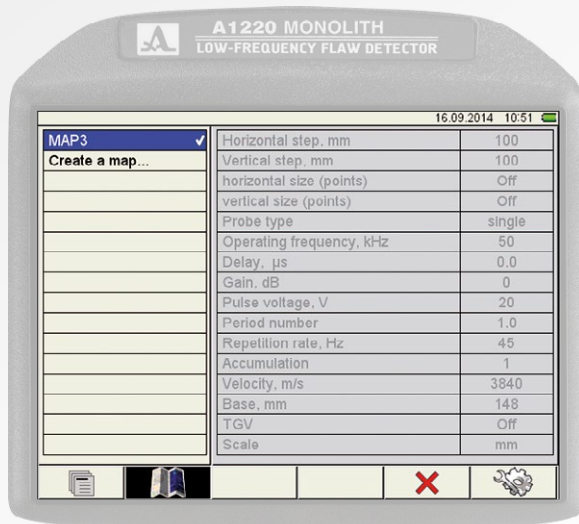 A1220 MONOLITH
LOW-FREQUENCY FLAW DETECTOR
16.09.2014 10:51
MAP3
Create a map...
Horizontal step, mm 100
Vertical step, mm 100
horizontal size (points) Off
vertical size (points) Off
Probe type single
Operating frequency, kHz 50
Delay, µs 0.0
Gain, dB 0
Pulse voltage, V 20
Period number 1.0
Repetition rate, Hz 45
Accumulation 1
Velocity, m/s 3840
Base, mm 148
TGV Off
Scale mm